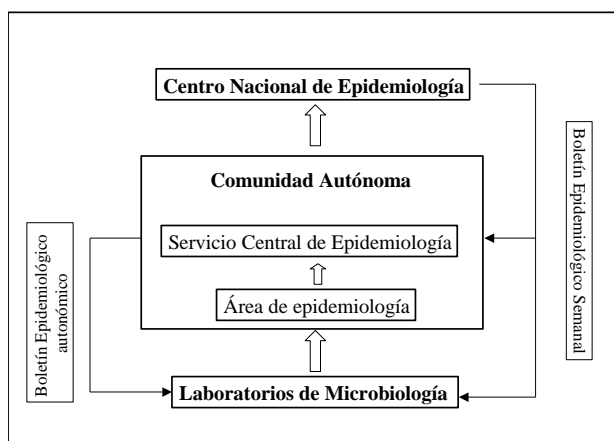 Centro Nacional de Epidemiología
Comunidad Autónoma
Servicio Central de Epidemiología
Área de epidemiología
Laboratorios de Microbiología
Boletín Epidemiológico
autonómico
Boletín Epidemiológico Semanal